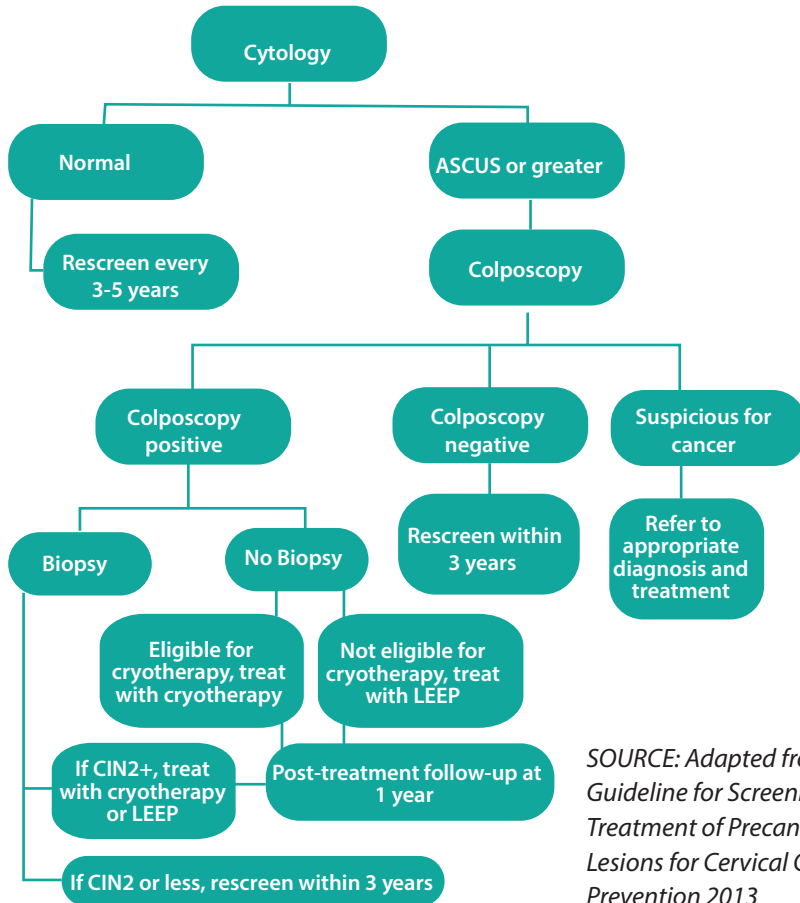 Cytology
Normal
ASCUS or greater
Rescreen every
3-5 years
Colposcopy
Colposcopy
positive
Colposcopy
negative
Suspicious for
cancer
Biopsy
No Biopsy
Rescreen within
3 years
Refer to
appropriate
diagnosis and
treatment
Eligible for
cryotherapy, treat
with cryotherapy
Not eligible for
cryotherapy, treat
with LEEP
If CIN2+, treat
with cryotherapy
or LEEP
Post-treatment follow-up at
1 year
If CIN2 or less, rescreen within 3 years
SOURCE: Adapted
Guideline for
Treatment of
Lesions for Cervical
Prevention 2013